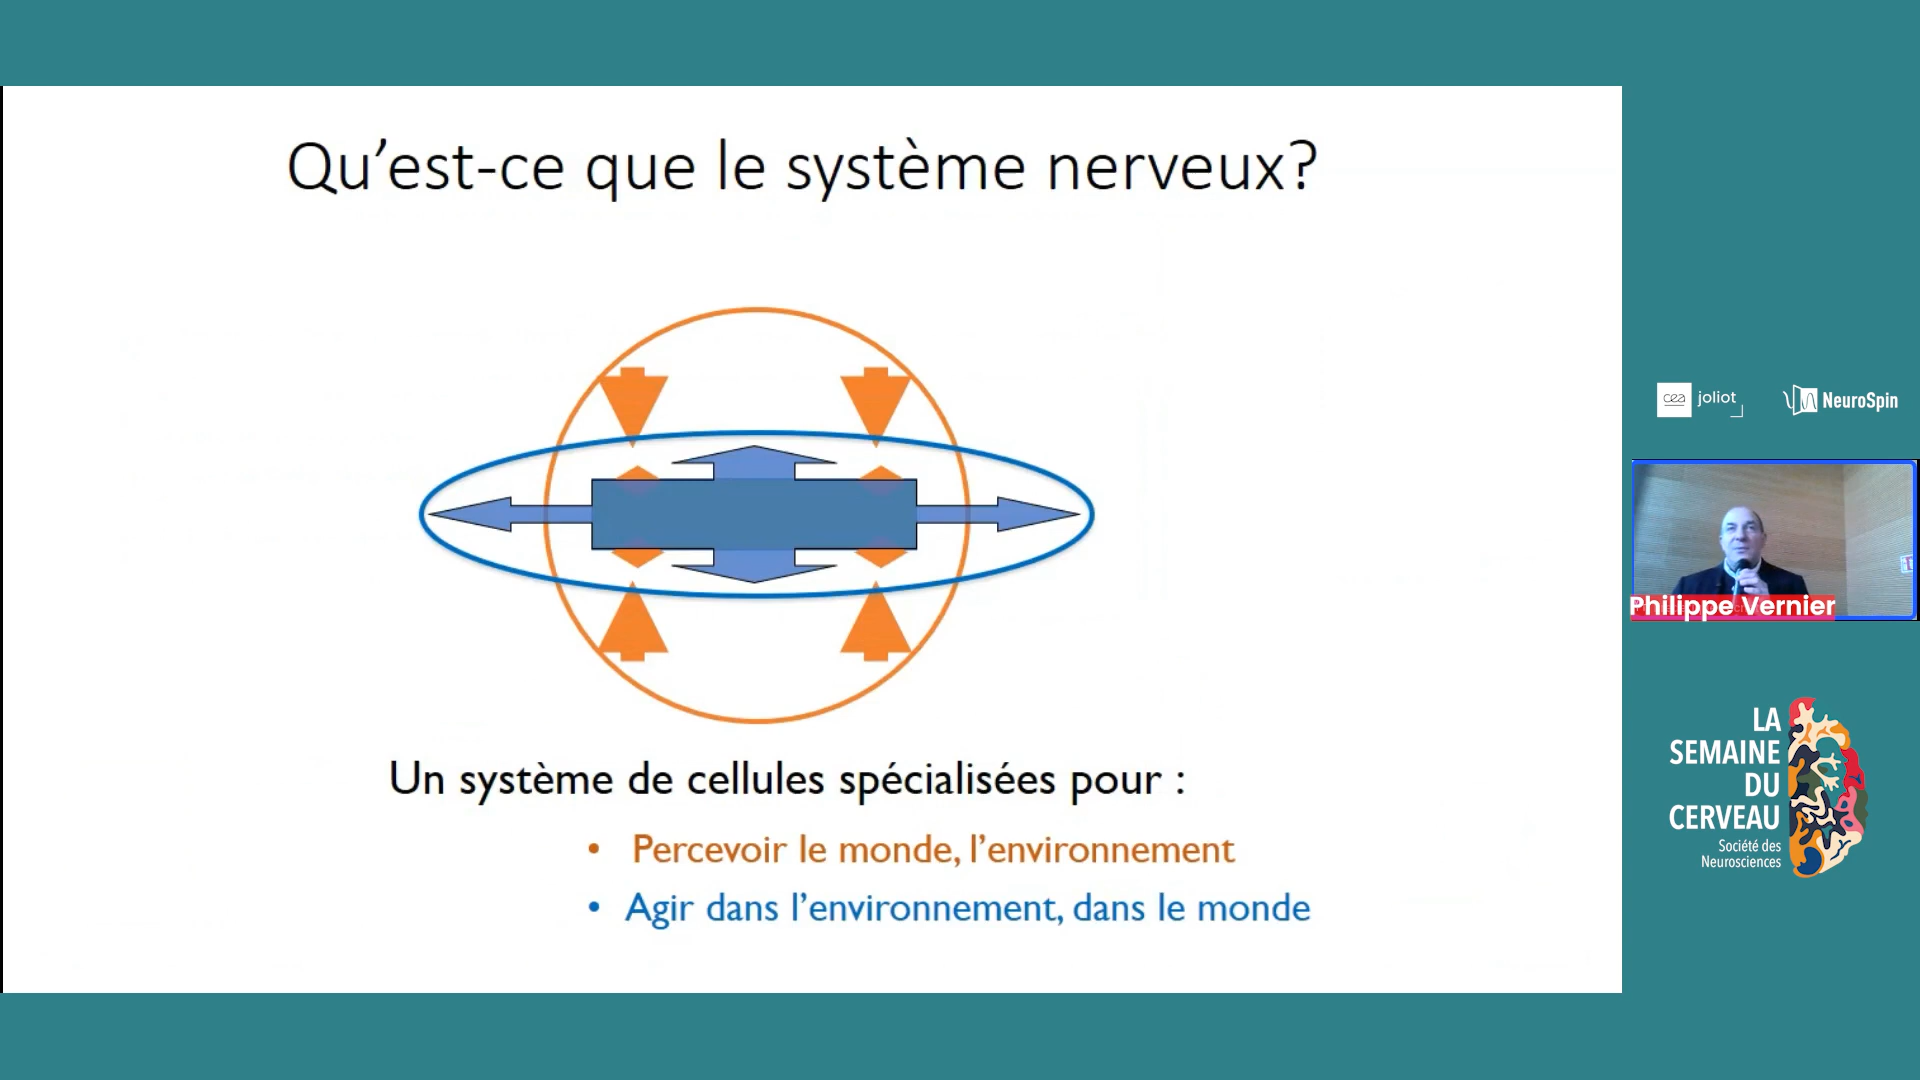 Qu’est-ce que le système nerveux?
Un système de cellules spécialisées pour :
• Percevoir le monde, l’environnement
• Agir dans l’environnement, dans le monde
cea joliot
NeuroSpin
Philippe Vernier
LA
SEMAINE
DU
CERVEAU
Société des
Neurosciences